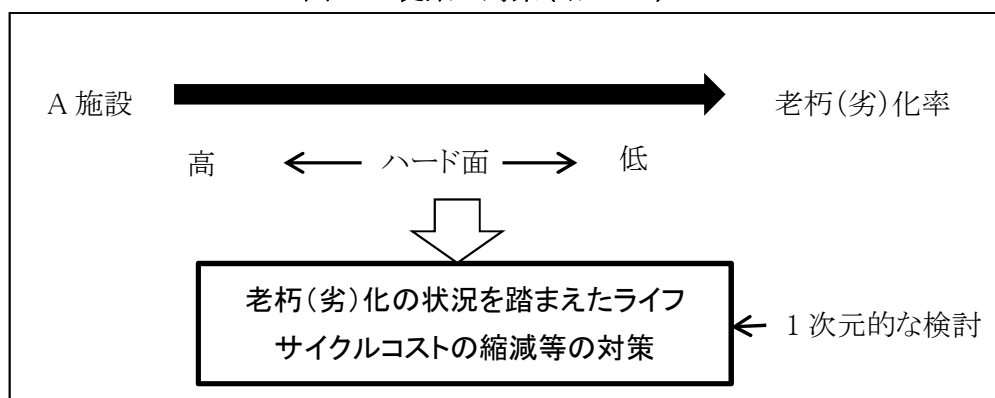 A 施設
老朽(劣)化率
高
ハード面
低
老朽(劣)化の状況を踏まえたライフ
サイクルコストの縮減等の対策
1 次元的な検討